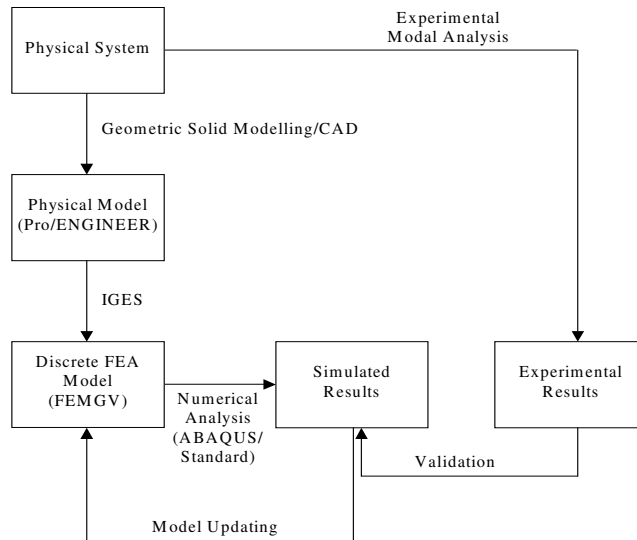 Experimental
Modal Analysis
Physical System
Geometric Solid Modelling/CAD
Physical Model
(Pro/ENGINEER)
IGES
Discrete FEA
Model
(FEMGV)
Numerical
Analysis
(ABAQUS/
Standard)
Simulated
Results
Experimental
Results
Validation
Model Updating